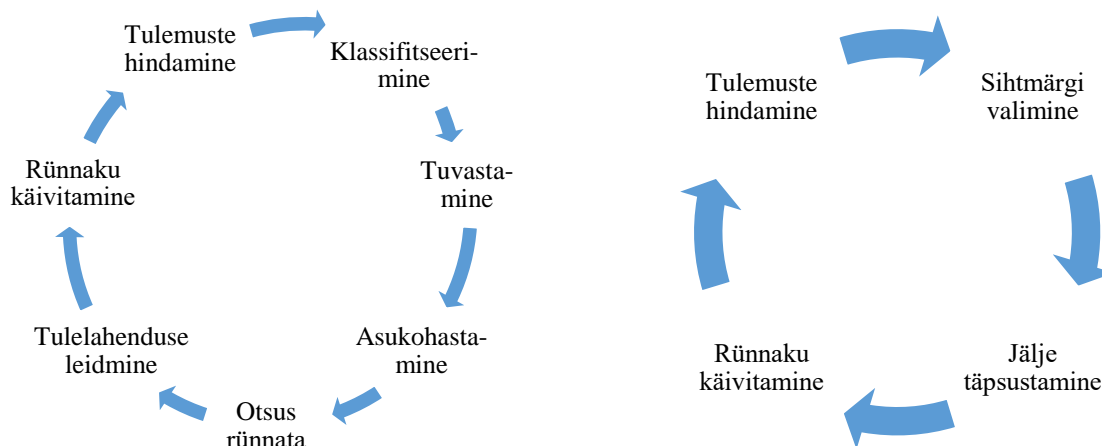 Tulemuste
hindamine
Klassifitseeri-
mine
Tuvasta-
mine
Asukohasta-
mine
Otsus
rünnata
Tulelahenduse
leidmine
Rünnaku
käivitamine
Tulemuste
hindamine
Sihtmärgi
valimine
Jälje
täpsustamine
Rünnaku
käivitamine